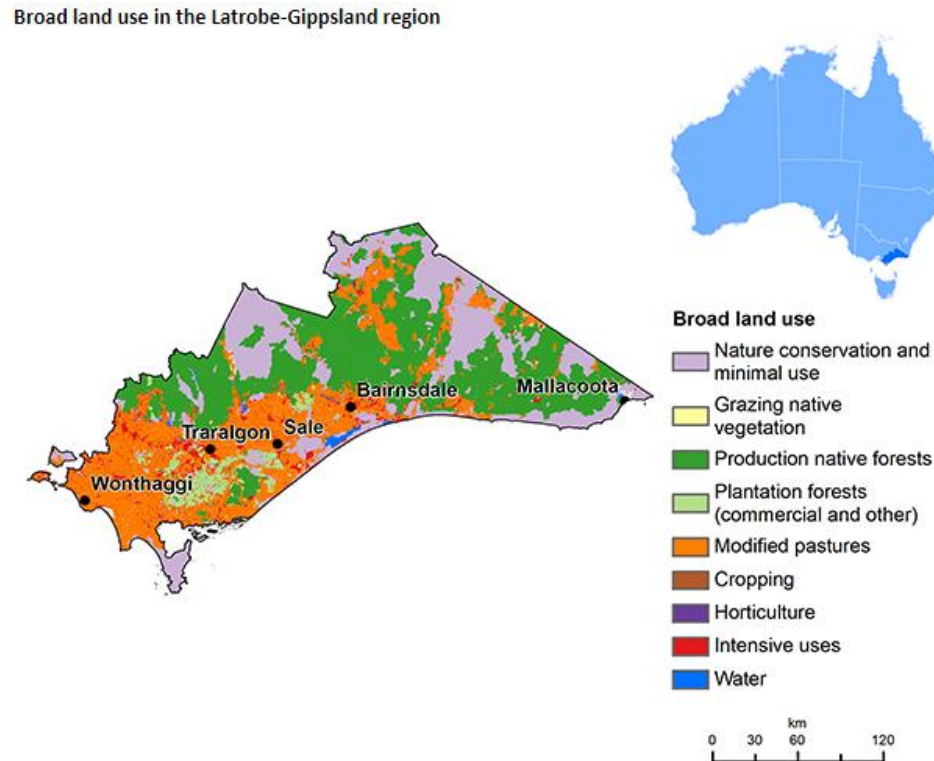 Broad land use in the Latrobe-Gippsland region
Bairnsdale
Mallacoota
Traralgon
Sale
Wonthaggi
Broad land use
Nature conservation and
minimal use
Grazing native
vegetation
Production native forests
Plantation forests
(commercial and other)
Modified pastures
Cropping
Horticulture
Intensive uses
Water
km
0 30 60 120